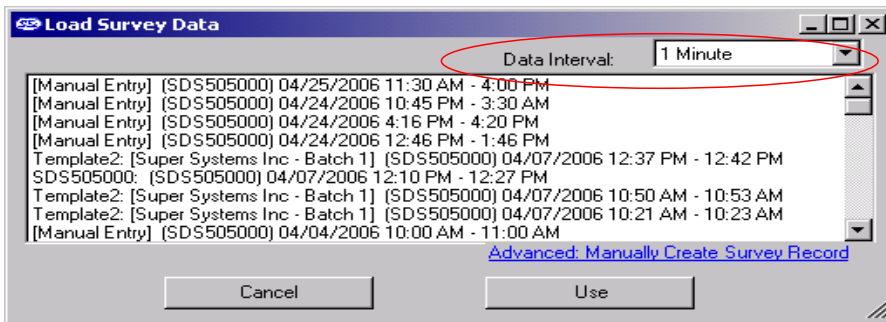 Load Survey Data
Data Interval: 1 Minute
[Manual Entry] (SDS505000) 04/25/2006 11:30 AM - 4:00 PM
[Manual Entry] (SDS505000) 04/24/2006 10:45 PM - 3:30 AM
[Manual Entry] (SDS505000) 04/24/2006 4:16 PM - 4:20 PM
[Manual Entry] (SDS505000) 04/24/2006 12:46 PM - 1:46 PM
Template2: [Super Systems Inc - Batch 1] (SDS505000) 04/07/2006 12:37 PM - 12:42 PM
SDS505000: (SDS505000) 04/07/2006 12:10 PM - 12:27 PM
Template2: [Super Systems Inc - Batch 1] (SDS505000) 04/07/2006 10:50 AM - 10:53 AM
Template2: [Super Systems Inc - Batch 1] (SDS505000) 04/07/2006 10:21 AM - 10:23 AM
[Manual Entry] (SDS505000) 04/04/2006 10:00 AM - 11:00 AM
Advanced: Manually Create Survey Record
Cancel Use